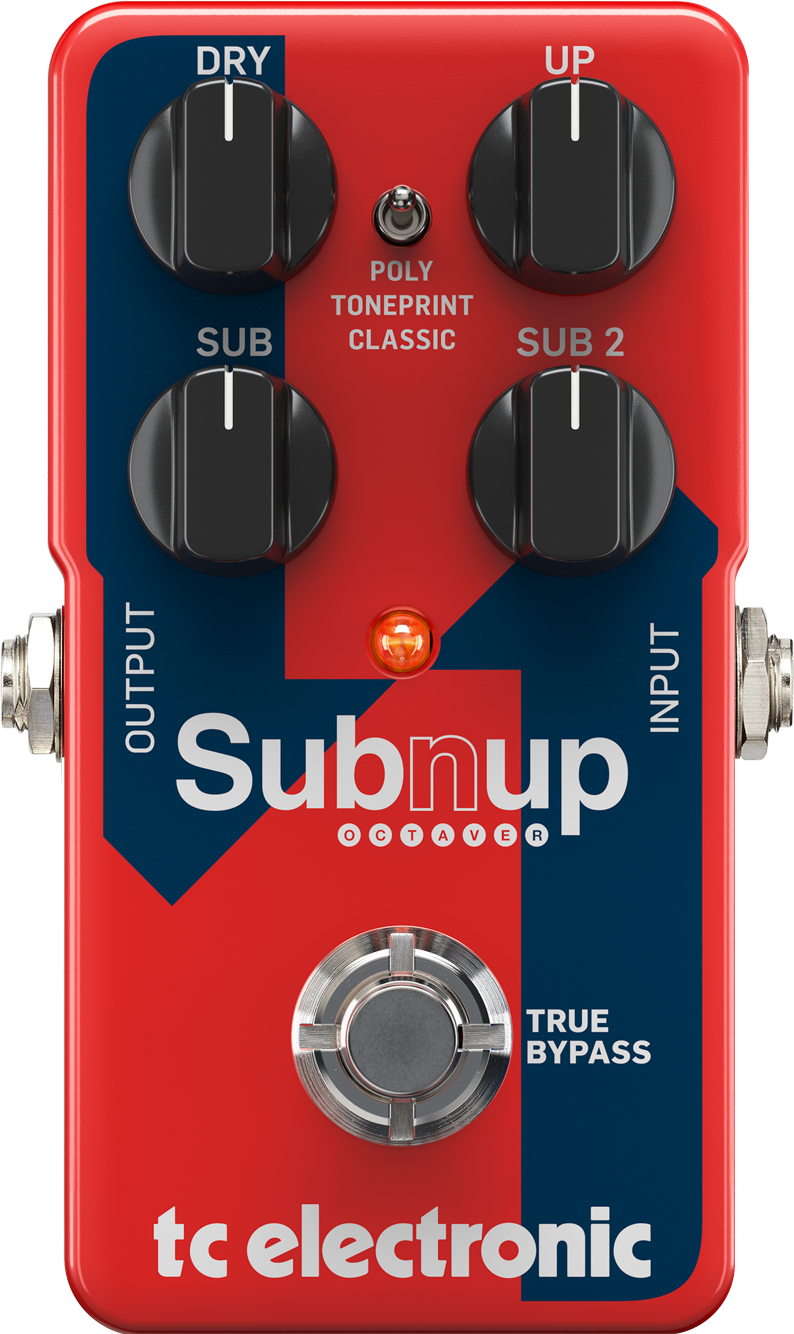 DRY
UP
POLY
TONEPRINT
CLASSIC
SUB
SUB 2
OUTPUT
INPUT
Subnup
OCTAVER
TRUE
BYPASS
tc electronic